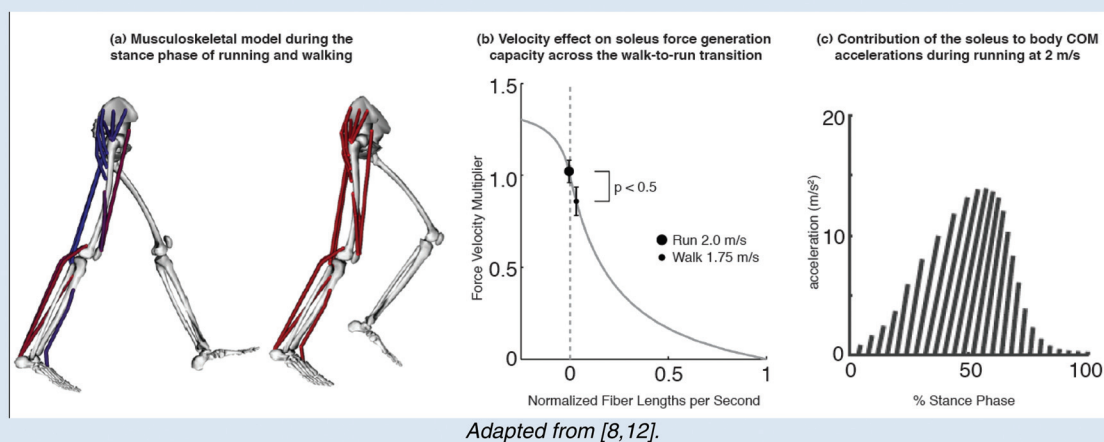 (a) Musculoskeletal model during the
stance phase of running and walking
(b) Velocity effect on soleus force generation
capacity across the walk-to-run transition
1.5
1.0
0.5
0
Force Velocity Multiplier
p < 0.5
Run 2.0 m/s
Walk 1.75 m/s
0
0.5
1
Normalized Fiber Lengths per Second
(c) Contribution of the soleus to body COM
accelerations during running at 2 m/s
20
10
0
acceleration (m/s²)
0
50
100
% Stance Phase
Adapted from [8,12].